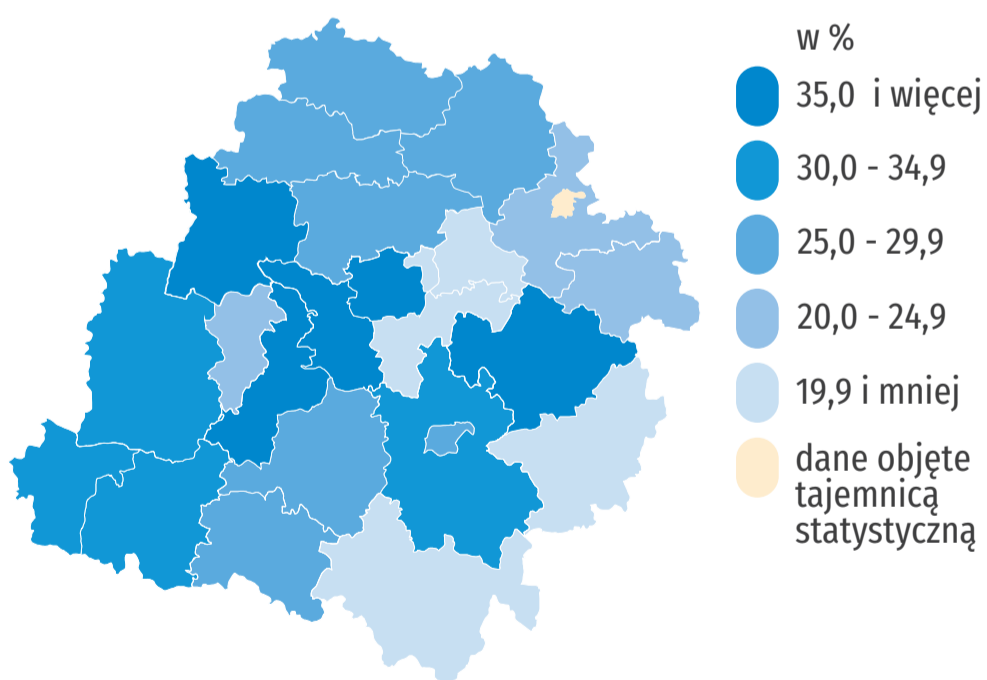 w %
35,0 i więcej
30,0 - 34,9
25,0 - 29,9
20,0 - 24,9
19,9 i mniej
dane objęte
tajemnicą
statystyczną